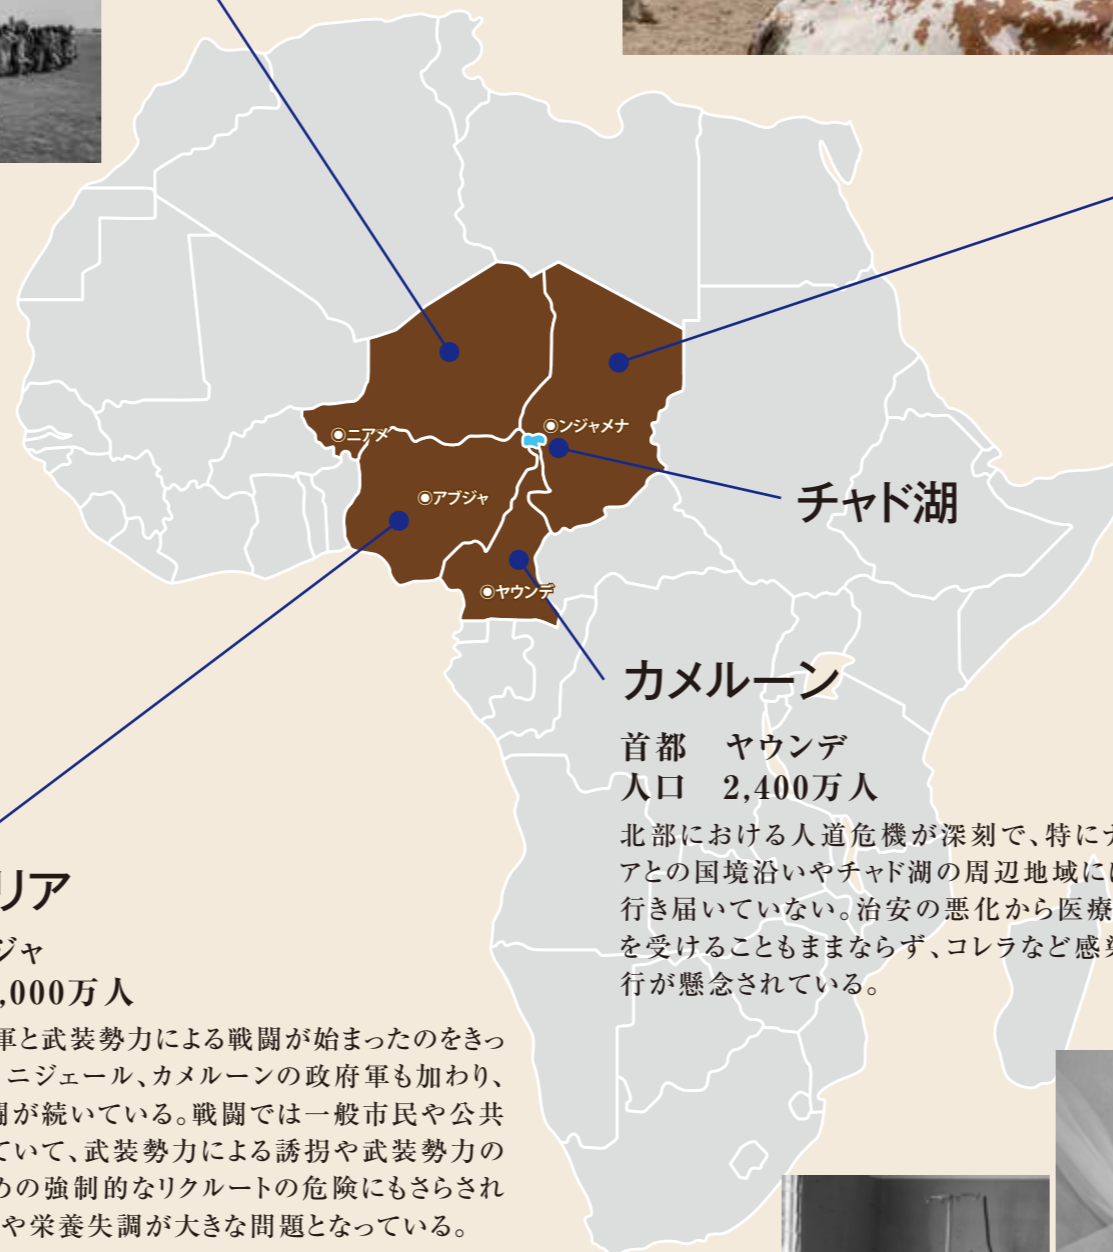 ニアメ
ンジャメナ
アブジャ
ヤウンデ
チャド湖
カメルーン
首都 ヤウンデ
人口 2,400万人
北部における人道危機が深刻で、特にナ
アとの国境沿いやチャド湖の周辺地域に
行き届いていない。治安の悪化から医療
を受けることもままならず、コレラなど感
行が懸念されている。
リア
ジャ
,000万人
軍と武装勢力による戦闘が始まったのをきっ
ニジェール、カメルーンの政府軍も加わり、
闘が続いている。戦闘では一般市民や公共
ていて、武装勢力による誘拐や武装勢力の
めの強制的なリクルートの危険にもさらされ
や栄養失調が大きな問題となっている。